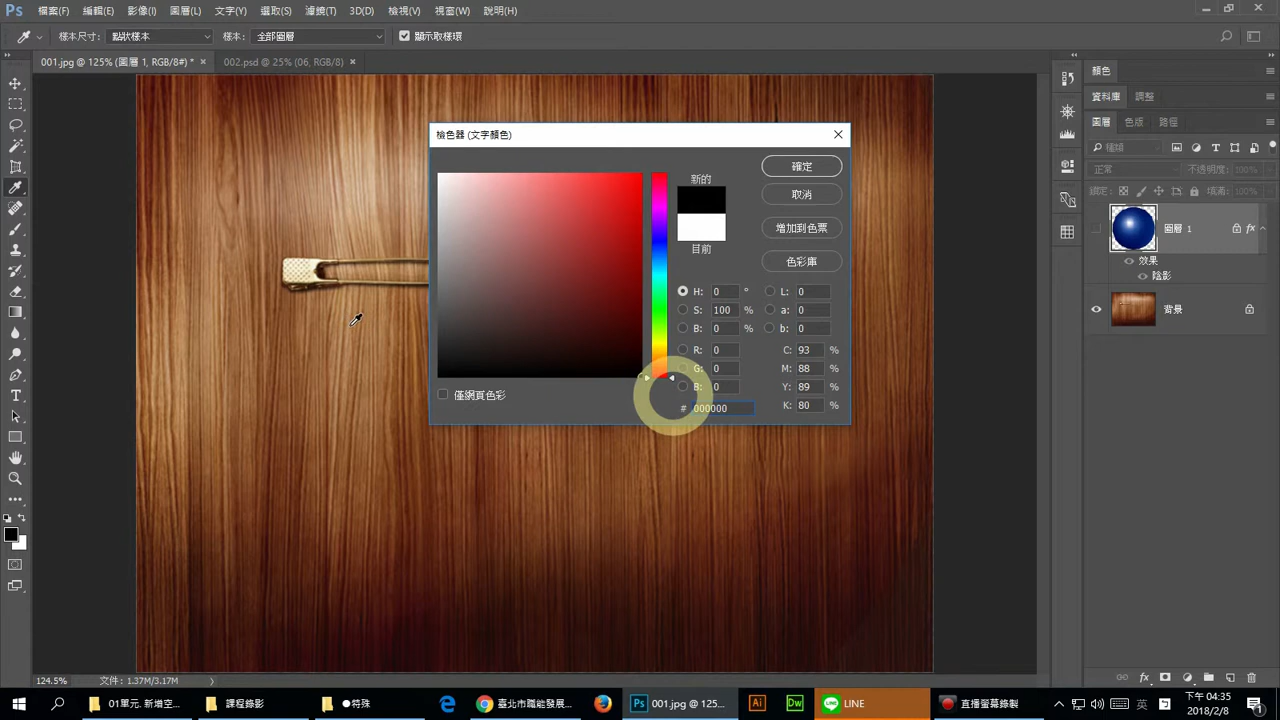 Ps 檔案(F) 編輯(E) 影像(I) 圖層(L) 文字(Y) 選取(S) 濾鏡(T) 3D(D) 檢視(V) 視窗(W) 說明(H)
樣本尺寸: 點狀樣本 樣本: 全部圖層 顯示取樣環
001.jpg @ 125% (圖層 1, RGB/8#) * × 002.psd @ 25% (06, RGB/8) ×
顏色
資料庫 調整
圖層 色版 路徑
種類
正常 不透明度: 100%
鎖定: 填滿: 100%
圖層 1 fx
效果
陰影
背景
檢色器 (文字顏色)
確定
取消
增加到色票
色彩庫
新的
目前
H: 0 ° L: 0
S: 100 % a: 0
B: 0 % b: 0
R: 0 C: 93 %
G: 0 M: 88 %
B: 0 Y: 89 %
# 000000 K: 80 %
僅網頁色彩
124.5% 文件: 1.37M/3.17M
01單元 新增空... 課程錄影 ●特殊 臺北市職能發展... Ps 001.jpg @ 125... Ai Dw LINE 直播螢幕錄製 英 下午 04:35
2018/2/8
1